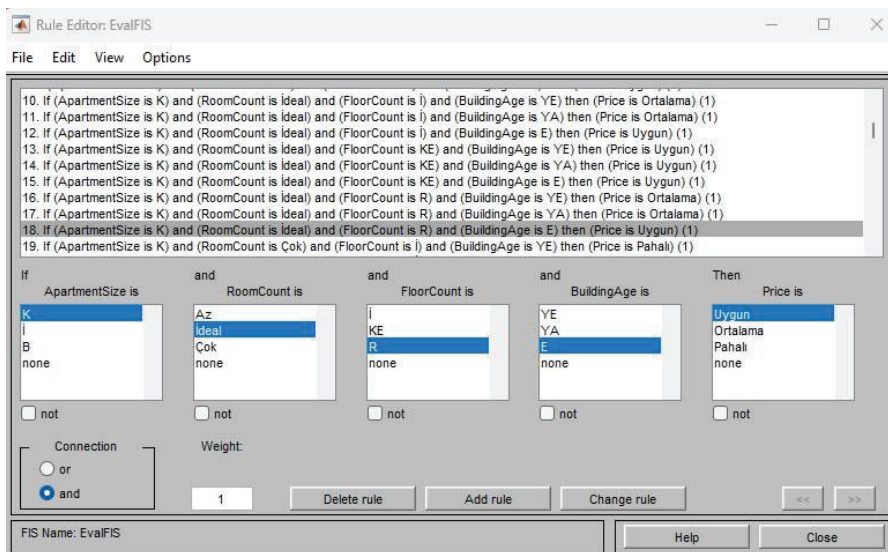 Rule Editor: EvalFIS
File Edit View Options
10. If (ApartmentSize is K) and (RoomCount is İdeal) and (FloorCount is İ) and (BuildingAge is YE) then (Price is Ortalama) (1)
11. If (ApartmentSize is K) and (RoomCount is İdeal) and (FloorCount is İ) and (BuildingAge is YA) then (Price is Ortalama) (1)
12. If (ApartmentSize is K) and (RoomCount is İdeal) and (FloorCount is İ) and (BuildingAge is E) then (Price is Uygun) (1)
13. If (ApartmentSize is K) and (RoomCount is İdeal) and (FloorCount is KE) and (BuildingAge is YE) then (Price is Uygun) (1)
14. If (ApartmentSize is K) and (RoomCount is İdeal) and (FloorCount is KE) and (BuildingAge is YA) then (Price is Uygun) (1)
15. If (ApartmentSize is K) and (RoomCount is İdeal) and (FloorCount is KE) and (BuildingAge is E) then (Price is Uygun) (1)
16. If (ApartmentSize is K) and (RoomCount is İdeal) and (FloorCount is R) and (BuildingAge is YE) then (Price is Ortalama) (1)
17. If (ApartmentSize is K) and (RoomCount is İdeal) and (FloorCount is R) and (BuildingAge is YA) then (Price is Ortalama) (1)
18. If (ApartmentSize is K) and (RoomCount is İdeal) and (FloorCount is R) and (BuildingAge is E) then (Price is Uygun) (1)
19. If (ApartmentSize is K) and (RoomCount is Çok) and (FloorCount is İ) and (BuildingAge is YE) then (Price is Pahalı) (1)
If and and and Then
ApartmentSize is RoomCount is FloorCount is BuildingAge is Price is
K Az İ YE Uygun
İ İdeal KE YA Ortalama
B Çok R E Pahalı
none none none none none
not not not not not
Connection Weight:
or
and 1 Delete rule Add rule Change rule << >>
FIS Name: EvalFIS Help Close